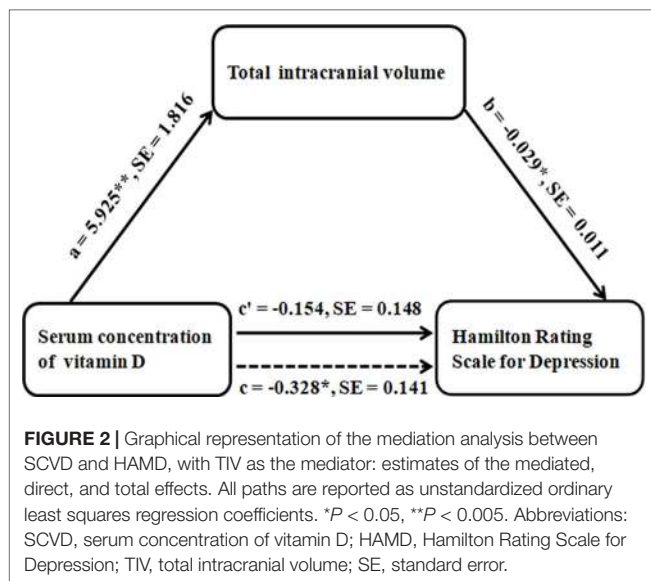 Total intracranial volume
a = 5.925**, SE = 1.816
b = -0.029*, SE = 0.011
Serum concentration
of vitamin D
c' = -0.154, SE = 0.148
c = -0.328*, SE = 0.141
Hamilton Rating
Scale for Depression
FIGURE 2 | Graphical representation of the mediation analysis between
SCVD and HAMD, with TIV as the mediator: estimates of the mediated,
direct, and total effects. All paths are reported as unstandardized ordinary
least squares regression coefficients. *P < 0.05, **P < 0.005. Abbreviations:
SCVD, serum concentration of vitamin D; HAMD, Hamilton Rating Scale for
Depression; TIV, total intracranial volume; SE, standard error.